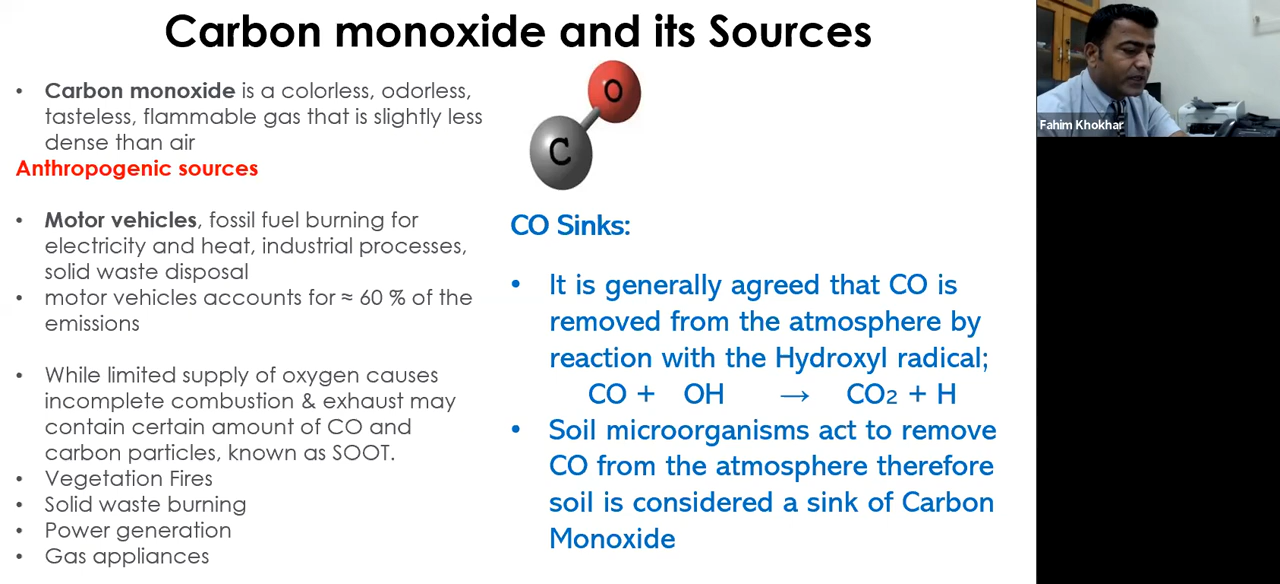 Carbon monoxide and its Sources
• Carbon monoxide is a colorless, odorless,
tasteless, flammable gas that is slightly less
dense than air
Anthropogenic sources
• Motor vehicles, fossil fuel burning for
electricity and heat, industrial processes,
solid waste disposal
• motor vehicles accounts for ≈ 60 % of the
emissions
• While limited supply of oxygen causes
incomplete combustion & exhaust may
contain certain amount of CO and
carbon particles, known as SOOT.
• Vegetation Fires
• Solid waste burning
• Power generation
• Gas appliances
O
C
CO Sinks:
• It is generally agreed that CO is
removed from the atmosphere by
reaction with the Hydroxyl radical;
CO + OH → CO₂ + H
• Soil microorganisms act to remove
CO from the atmosphere therefore
soil is considered a sink of Carbon
Monoxide
Fahim Khokhar